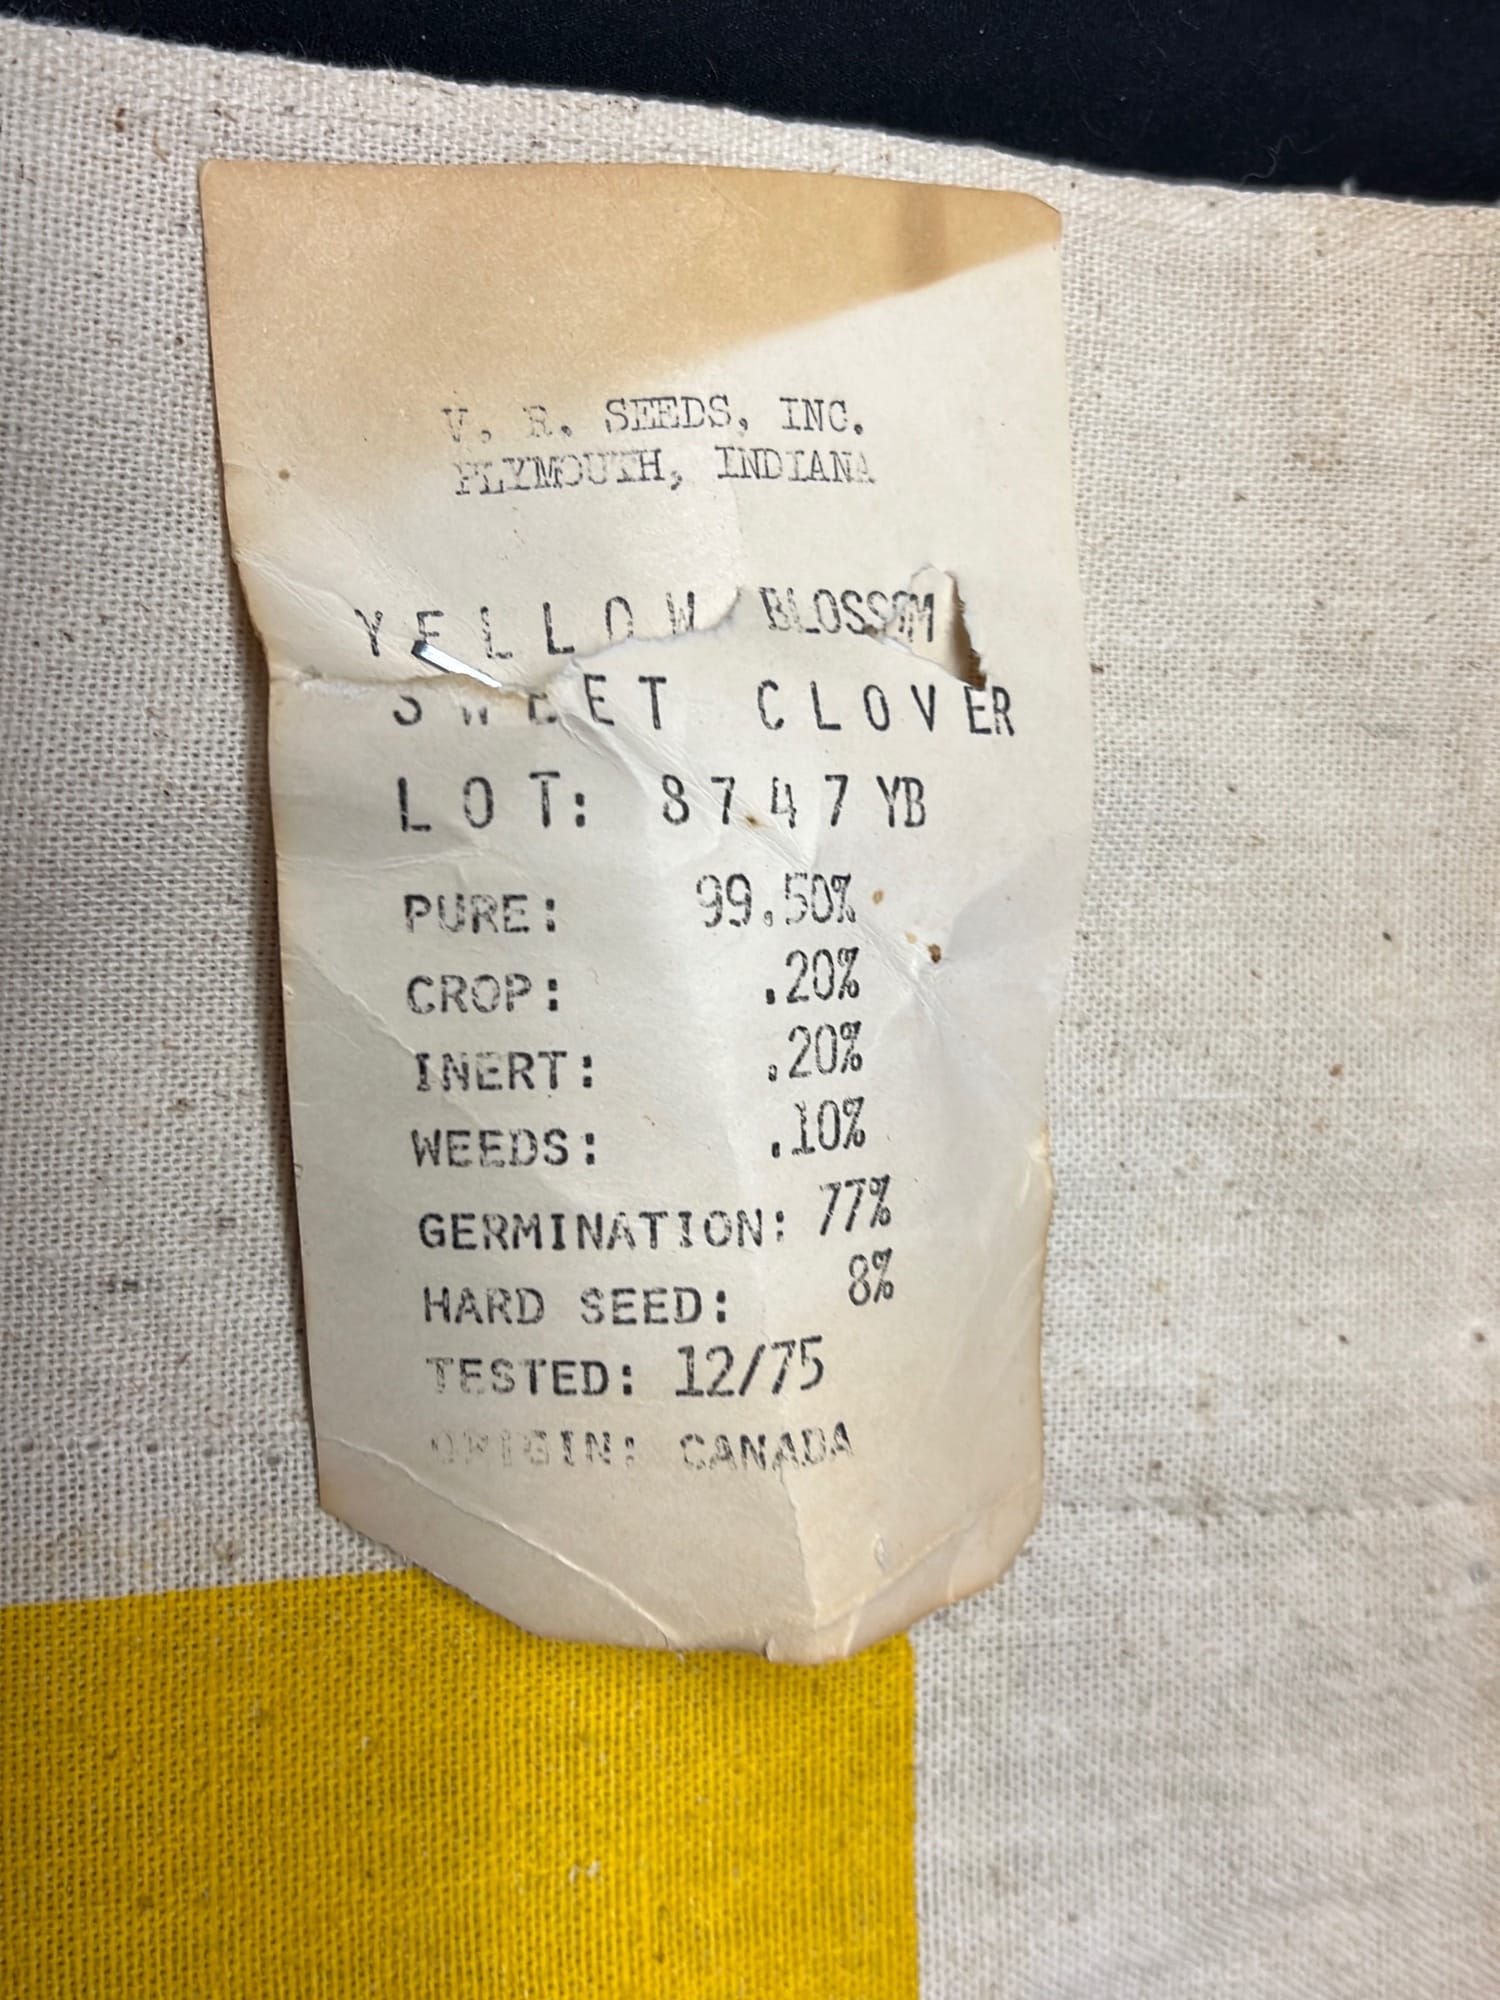 V. R. SEEDS, INC.
PLYMOUTH, INDIANA
YELLOW BLOSSOM
SWEET CLOVER
LOT: 8747YB
PURE: 99.50%
CROP: .20%
INERT: .20%
WEEDS: .10%
GERMINATION: 77%
HARD SEED: 8%
TESTED: 12/75
ORIGIN: CANADA